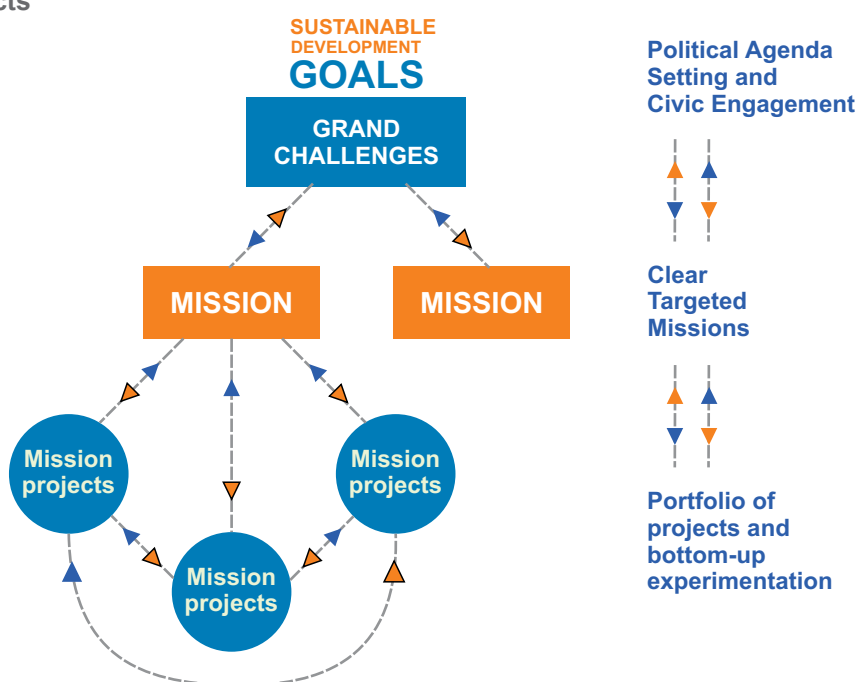 SUSTAINABLE
DEVELOPMENT
GOALS
GRAND
CHALLENGES
MISSION
MISSION
Mission
projects
Mission
projects
Mission
projects
Political Agenda
Setting and
Civic Engagement
Clear
Targeted
Missions
Portfolio of
projects and
bottom-up
experimentation